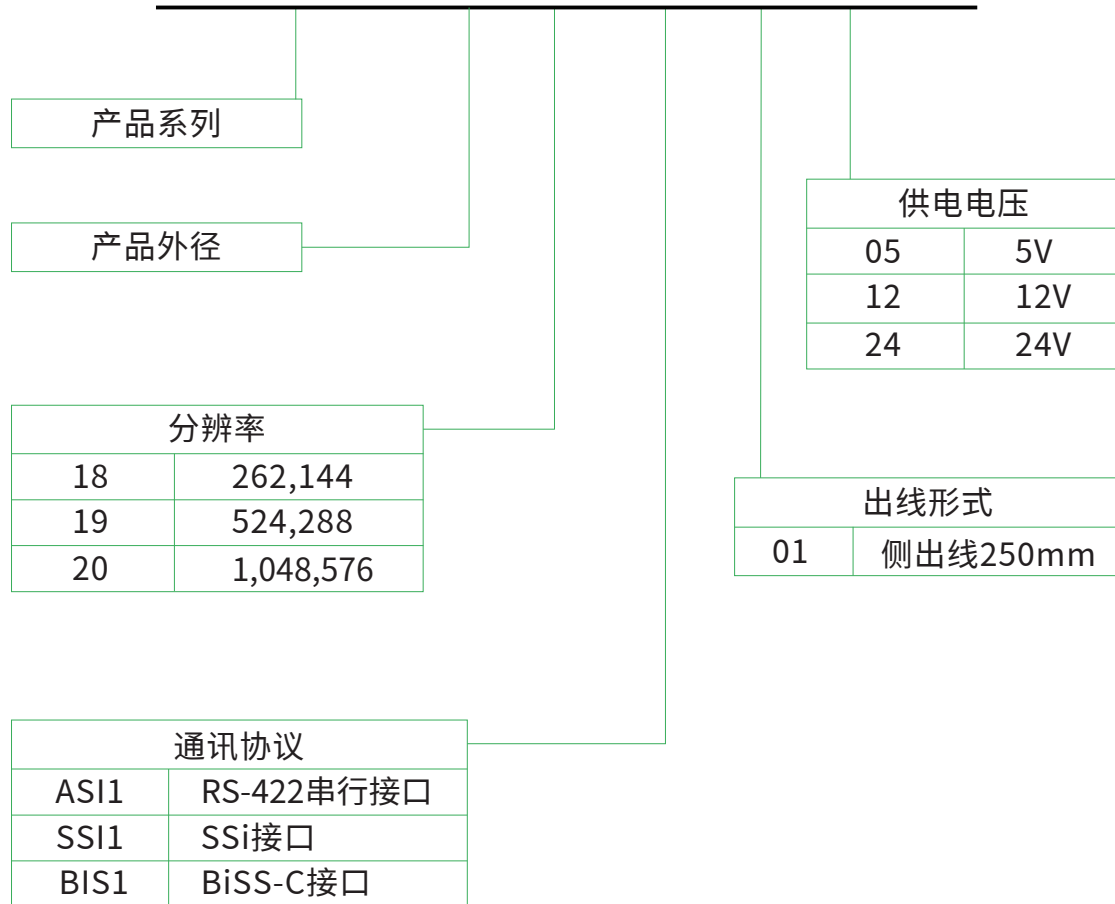 产品系列
产品外径
供电电压
05 5V
12 12V
24 24V
分辨率
18 262,144
19 524,288
20 1,048,576
出线形式
01 侧出线250mm
通讯协议
ASI1 RS-422串行接口
SSI1 SSi接口
BIS1 BiSS-C接口